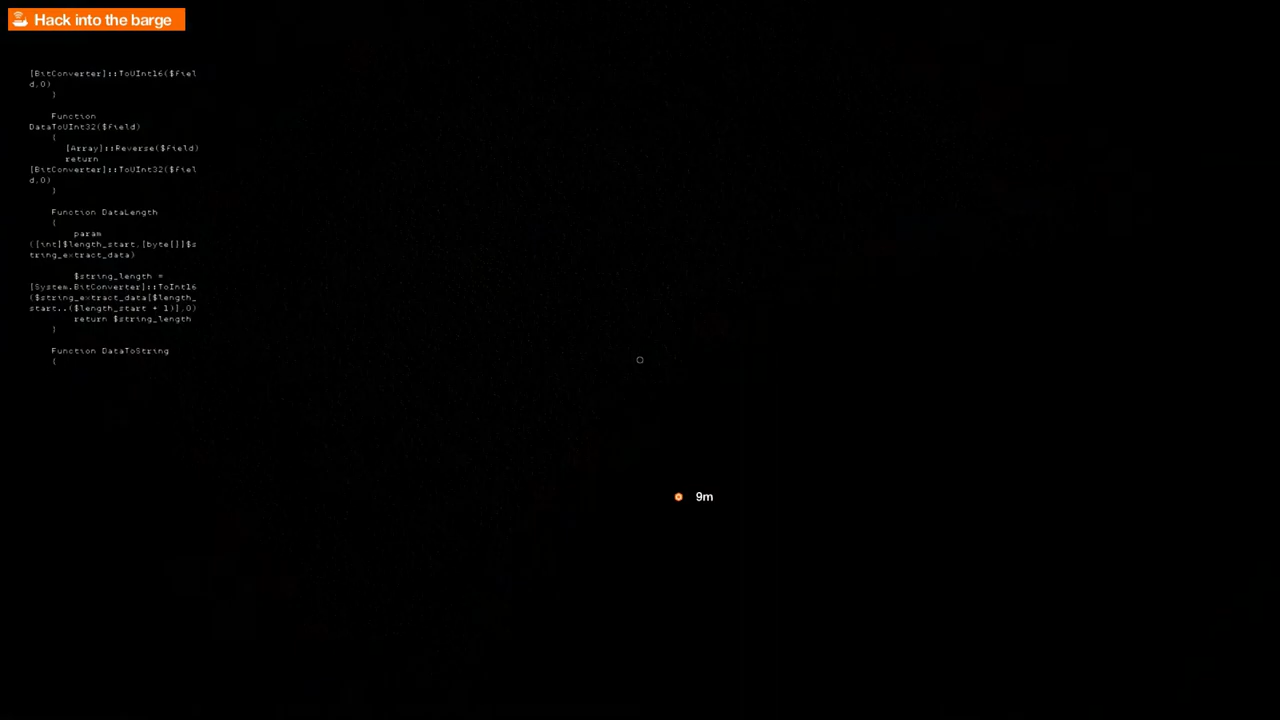 Hack into the barge
[BitConverter]::ToUInt16($fiel
d,0)
}
Function
DataToUInt32($field)
{
[Array]::Reverse($field)
return
[BitConverter]::ToUInt32($fiel
d,0)
}
Function DataLength
{
param
([int]$length_start,[byte[]]$s
tring_extract_data)
$string_length =
[System.BitConverter]::ToInt16
($string_extract_data[$length_
start..($length_start + 1)],0)
return $string_length
}
Function DataToString
{
9m